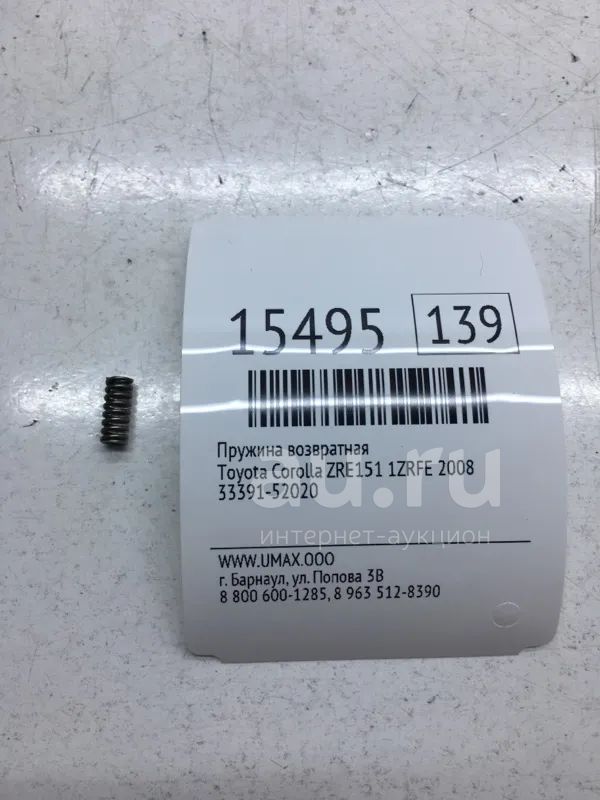 15495 139
Пружина возвратная
Toyota Corolla ZRE151 1ZRFE 2008
33391-52020
au.ru
интернет-аукцион
WWW.UMAX.OOO
г. Барнаул, ул. Попова 3В
8 800 600-1285, 8 963 512-8390